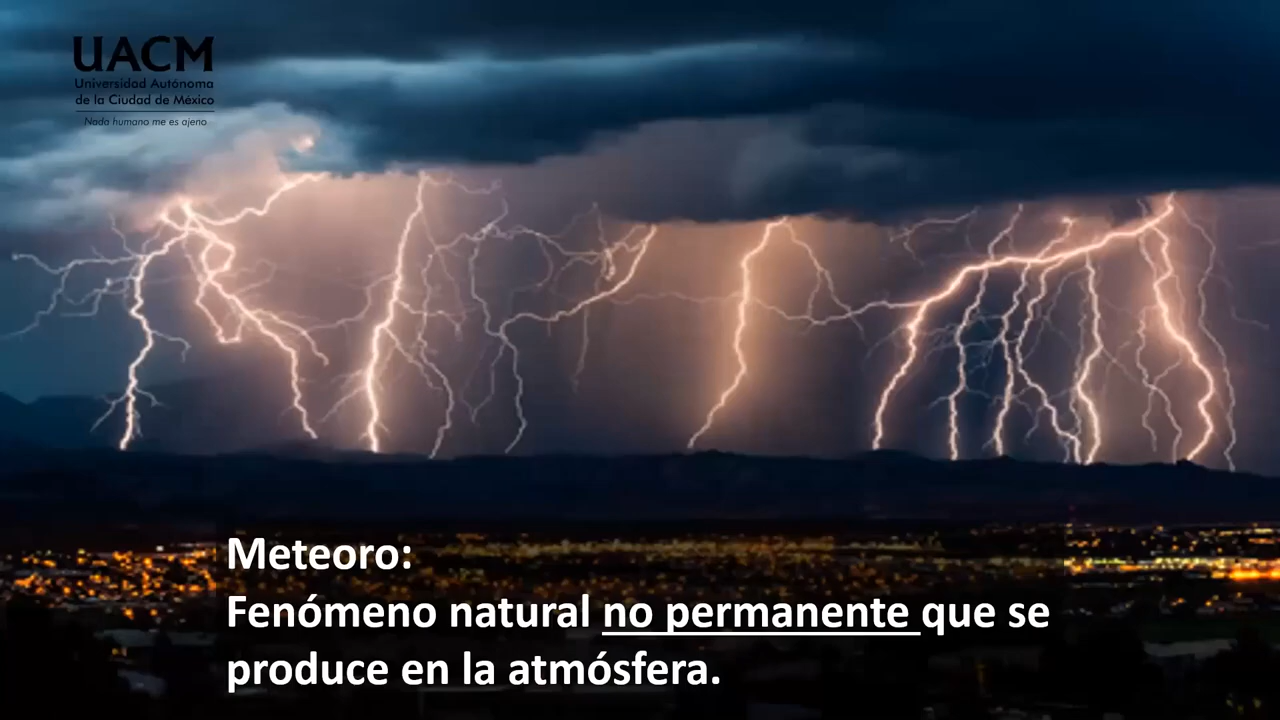 UACM
Universidad Autónoma
de la Ciudad de México
Nada humano me es ajeno
Meteoro:
Fenómeno natural no permanente que se
produce en la atmósfera.